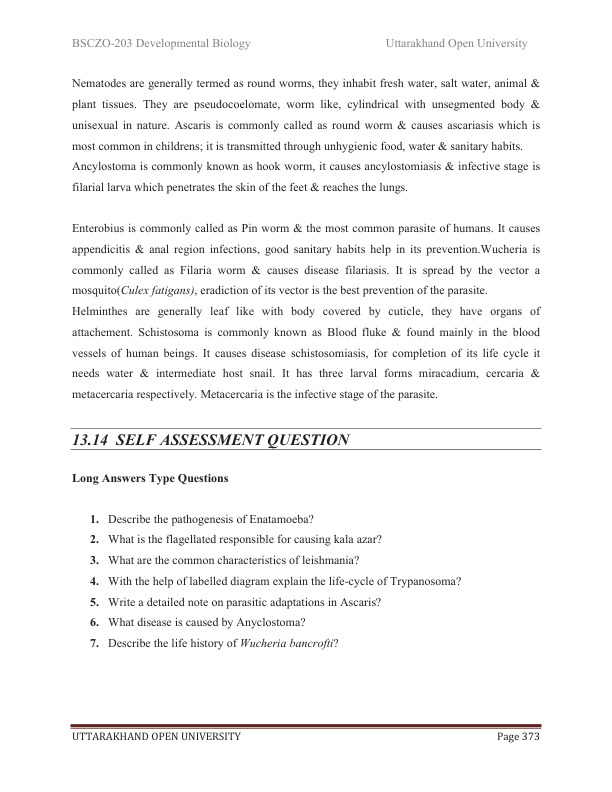 BSCZO-203 Developmental Biology Uttarakhand Open University
Nematodes are generally termed as round worms, they inhabit fresh water, salt water, animal &
plant tissues. They are pseudocoelomate, worm like, cylindrical with unsegmented body &
unisexual in nature. Ascaris is commonly called as round worm & causes ascariasis which is
most common in childrens; it is transmitted through unhygienic food, water & sanitary habits.
Ancylostoma is commonly known as hook worm, it causes ancylostomiasis & infective stage is
filarial larva which penetrates the skin of the feet & reaches the lungs.
Enterobius is commonly called as Pin worm & the most common parasite of humans. It causes
appendicitis & anal region infections, good sanitary habits help in its prevention.Wucheria is
commonly called as Filaria worm & causes disease filariasis. It is spread by the vector a
mosquito(Culex fatigans), eradiction of its vector is the best prevention of the parasite.
Helminthes are generally leaf like with body covered by cuticle, they have organs of
attachement. Schistosoma is commonly known as Blood fluke & found mainly in the blood
vessels of human beings. It causes disease schistosomiasis, for completion of its life cycle it
needs water & intermediate host snail. It has three larval forms miracadium, cercaria &
metacercaria respectively. Metacercaria is the infective stage of the parasite.
13.14 SELF ASSESSMENT QUESTION
Long Answers Type Questions
1. Describe the pathogenesis of Enatamoeba?
2. What is the flagellated responsible for causing kala azar?
3. What are the common characteristics of leishmania?
4. With the help of labelled diagram explain the life-cycle of Trypanosoma?
5. Write a detailed note on parasitic adaptations in Ascaris?
6. What disease is caused by Anyclostoma?
7. Describe the life history of Wucheria bancrofti?
UTTARAKHAND OPEN UNIVERSITY Page 373